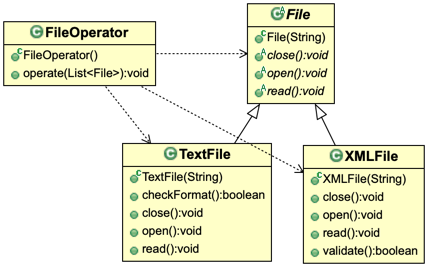 FileOperator
FileOperator()
operate(List<File>):void
File
File(String)
close():void
open():void
read():void
TextFile
TextFile(String)
checkFormat():boolean
close():void
open():void
read():void
XMLFile
XMLFile(String)
close():void
open():void
read():void
validate():boolean